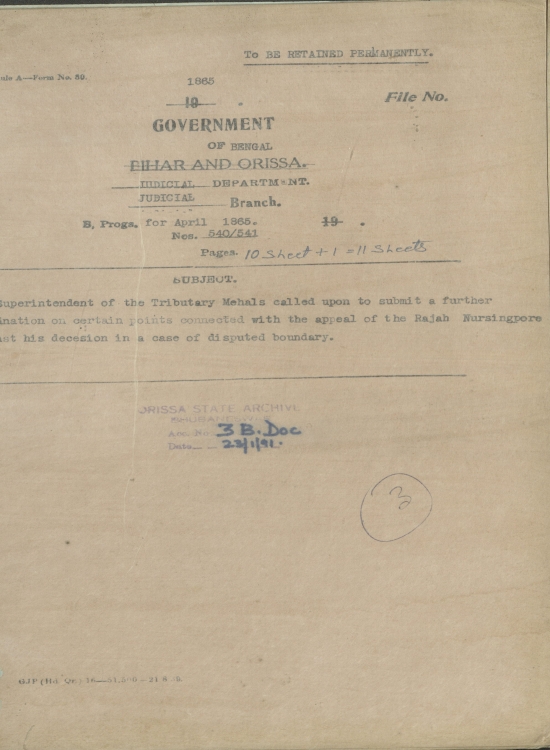 To BE RETAINED PERMANENTLY.
A—Form No. 50.
1865
19
File No.
GOVERNMENT
OF BENGAL
BIHAR AND ORISSA.
JUDICIAL DEPARTMENT.
JUDICIAL Branch.
B, Progs. for April 1865. 19 .
Nos. 540/541
Pages. 10 Sheet + 1 = 11 Sheets
SUBJECT.
Superintendent of the Tributary Mehals called upon to submit a further
ination on certain points connected with the appeal of the Rajah Nursingpore
nst his decesion in a case of disputed boundary.
ORISSA STATE ARCHIVE
BHUBANESWAR
Acc. No. 3 B. Doc
Date 23/1/91.
3